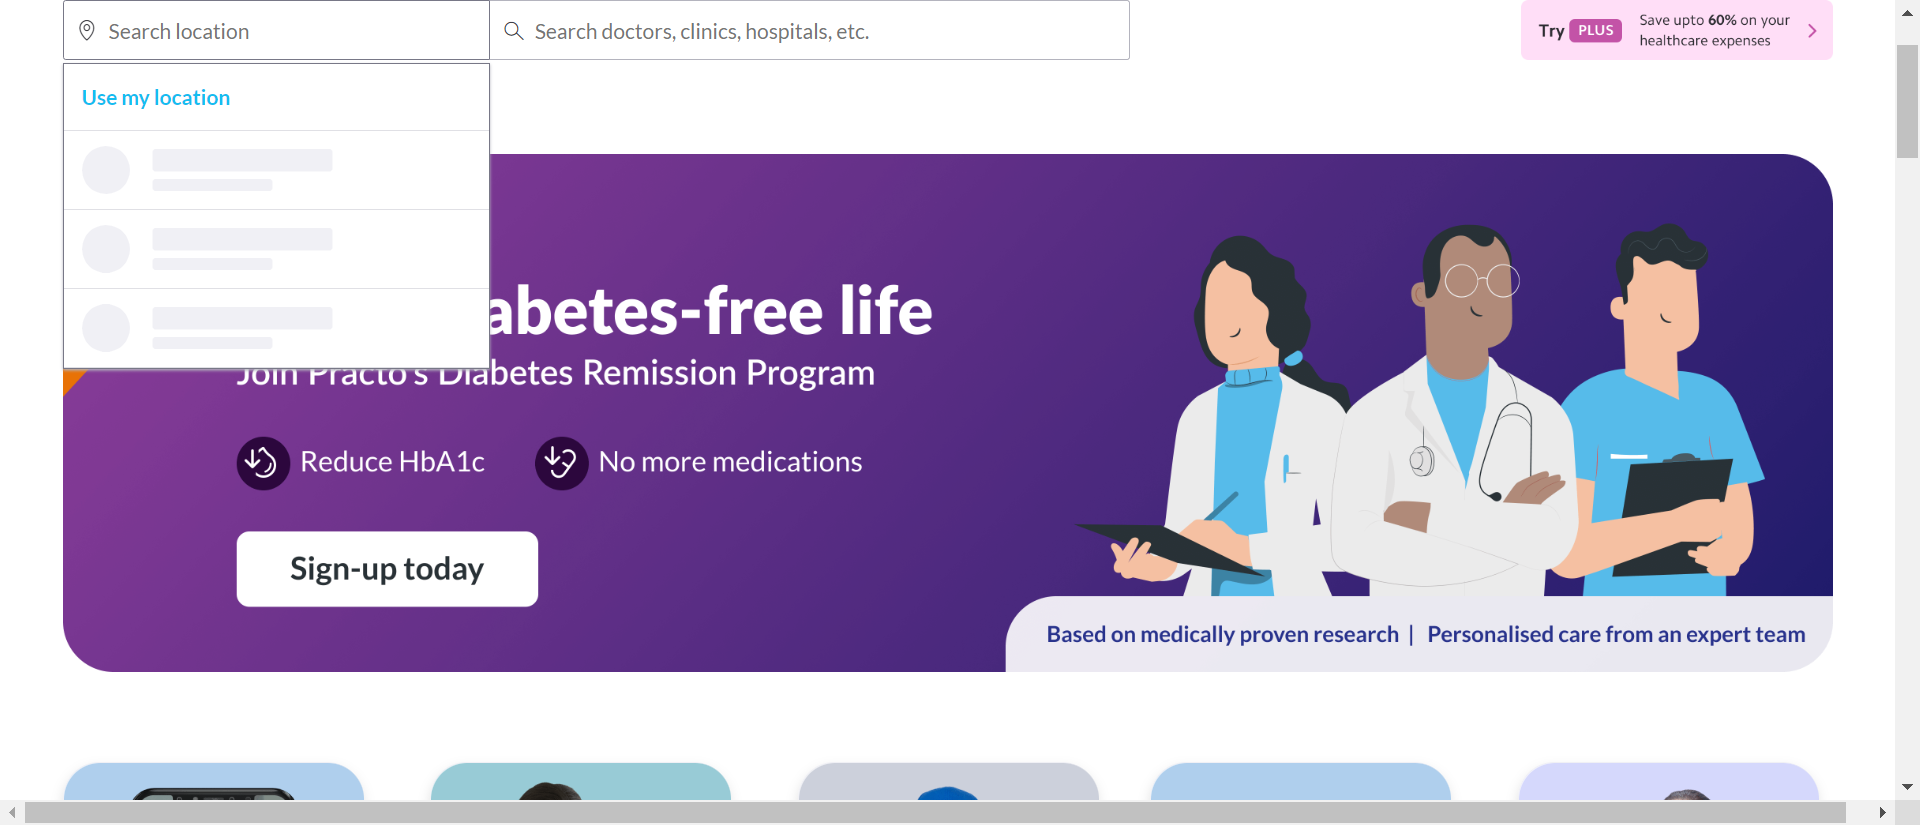 Search location
Search doctors, clinics, hospitals, etc.
Try PLUS
Save upto 60% on your
healthcare expenses
Use my location
abetes-free life
Join Practo's Diabetes Remission Program
Reduce HbA1c
No more medications
Sign-up today
Based on medically proven research | Personalised care from an expert team